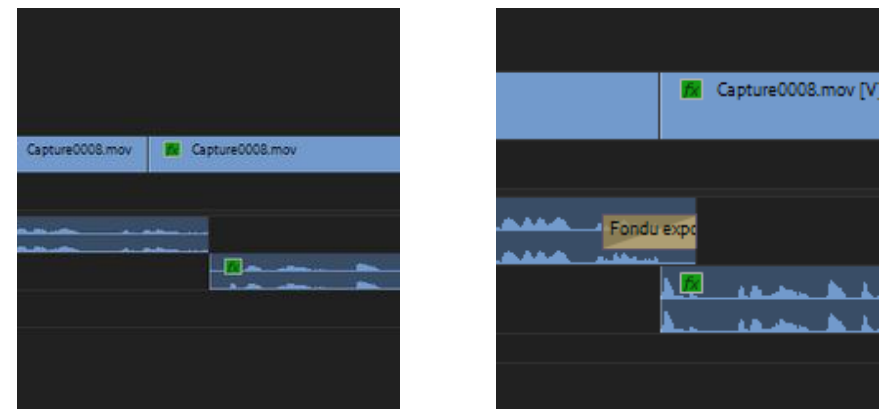 Capture0008.mov
fx Capture0008.mov
fx
fx Capture0008.mov [V]
Fondu expo
fx